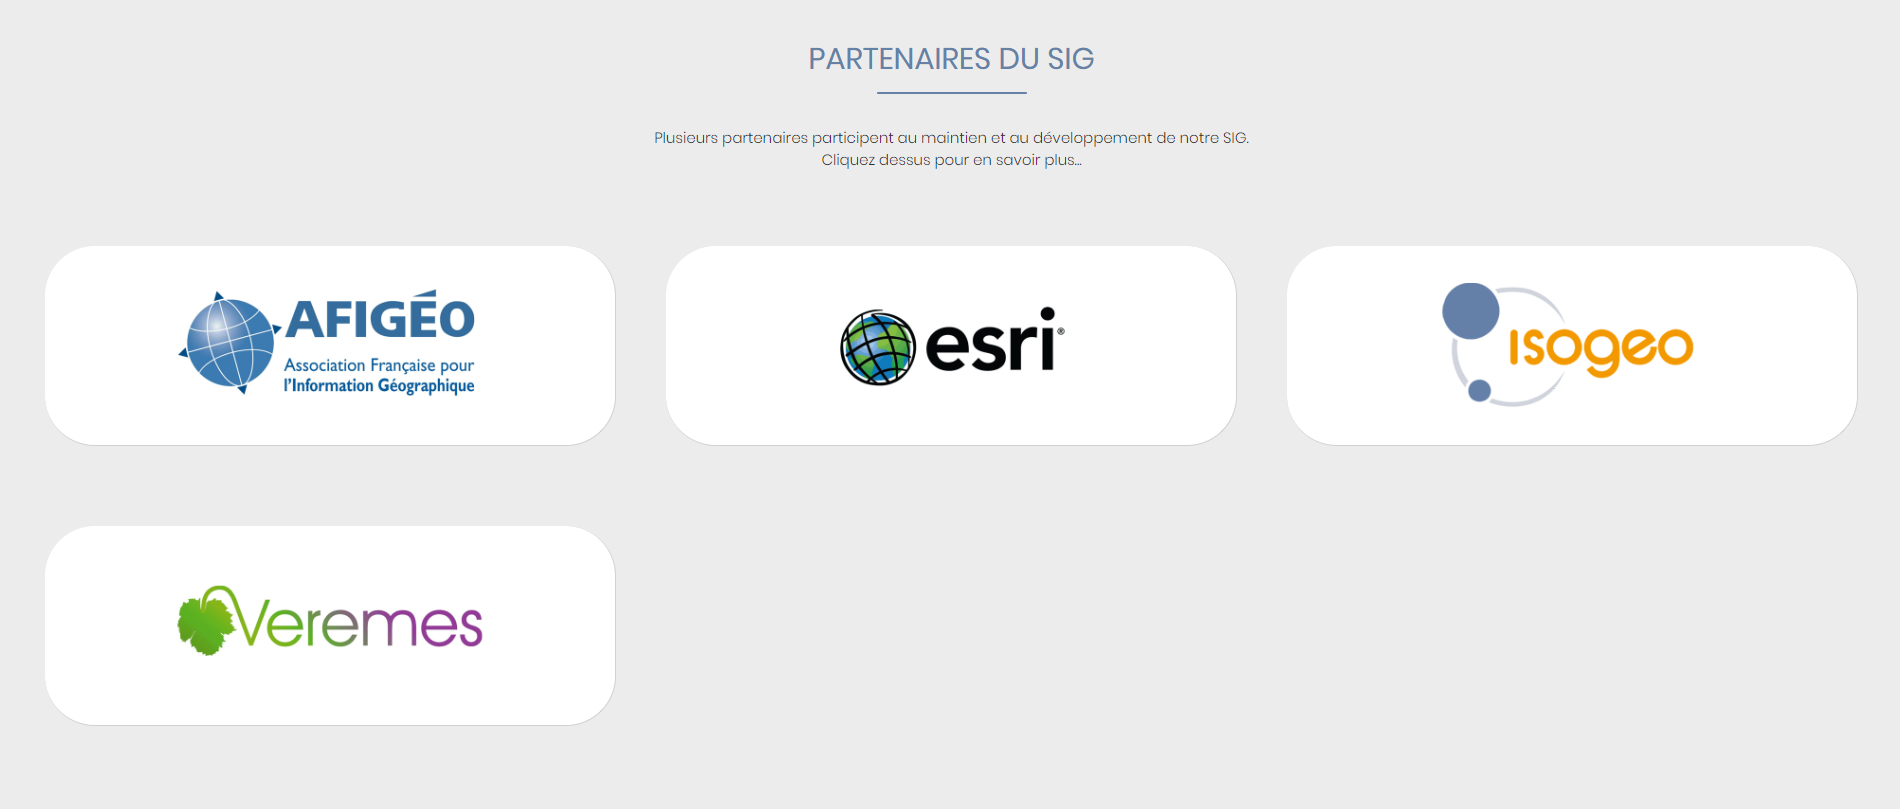 PARTENAIRES DU SIG
Plusieurs partenaires participent au maintien et au développement de notre SIG.
Cliquez dessus pour en savoir plus...
AFIGÉO
Association Française pour
l'Information Géographique
esri®
isogeo
Veremes